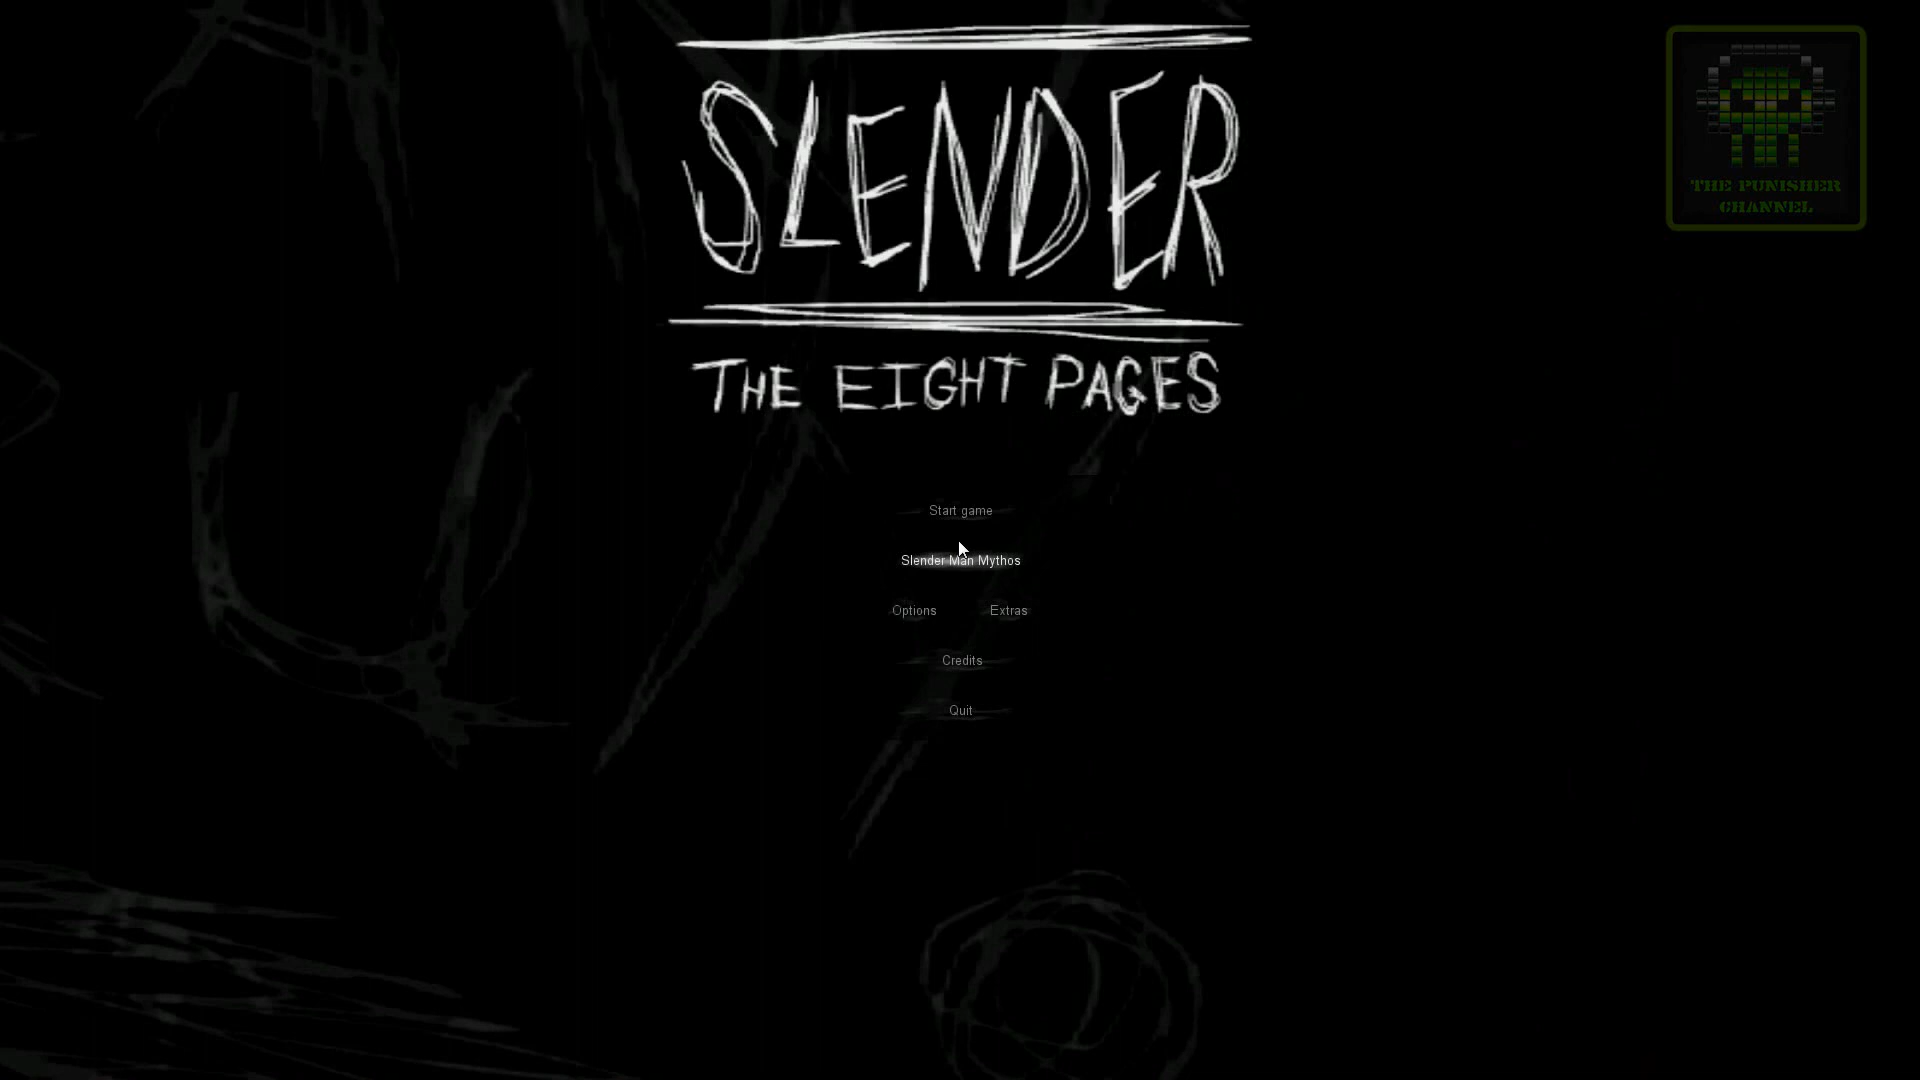 SLENDER
THE EIGHT PAGES
THE PUNISHER
CHANNEL
Start game
Slender Man Mythos
Options Extras
Credits
Quit